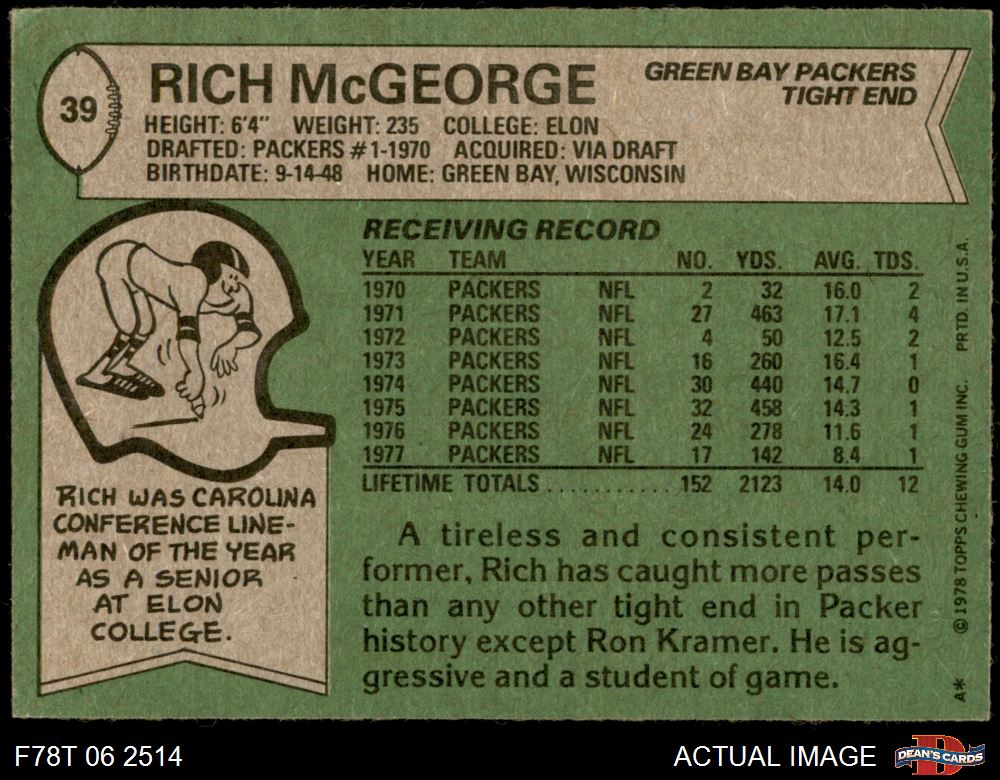 39
RICH McGEORGE
GREEN BAY PACKERS
TIGHT END
HEIGHT: 6'4" WEIGHT: 235 COLLEGE: ELON
DRAFTED: PACKERS #1-1970 ACQUIRED: VIA DRAFT
BIRTHDATE: 9-14-48 HOME: GREEN BAY, WISCONSIN
RECEIVING RECORD
YEAR TEAM NO. YDS. AVG. TDS.
1970 PACKERS NFL 2 32 16.0 2
1971 PACKERS NFL 27 463 17.1 4
1972 PACKERS NFL 4 50 12.5 2
1973 PACKERS NFL 16 260 16.4 1
1974 PACKERS NFL 30 440 14.7 0
1975 PACKERS NFL 32 458 14.3 1
1976 PACKERS NFL 24 278 11.6 1
1977 PACKERS NFL 17 142 8.4 1
LIFETIME TOTALS........... 152 2123 14.0 12
RICH WAS CAROLINA
CONFERENCE LINE-
MAN OF THE YEAR
AS A SENIOR
AT ELON
COLLEGE.
A tireless and consistent per-
former, Rich has caught more passes
than any other tight end in Packer
history except Ron Kramer. He is ag-
gressive and a student of game.
A* © 1978 TOPPS CHEWING GUM INC. PRTD. IN U.S.A.
F78T 06 2514
ACTUAL IMAGE
D
DEAN'S CARDS